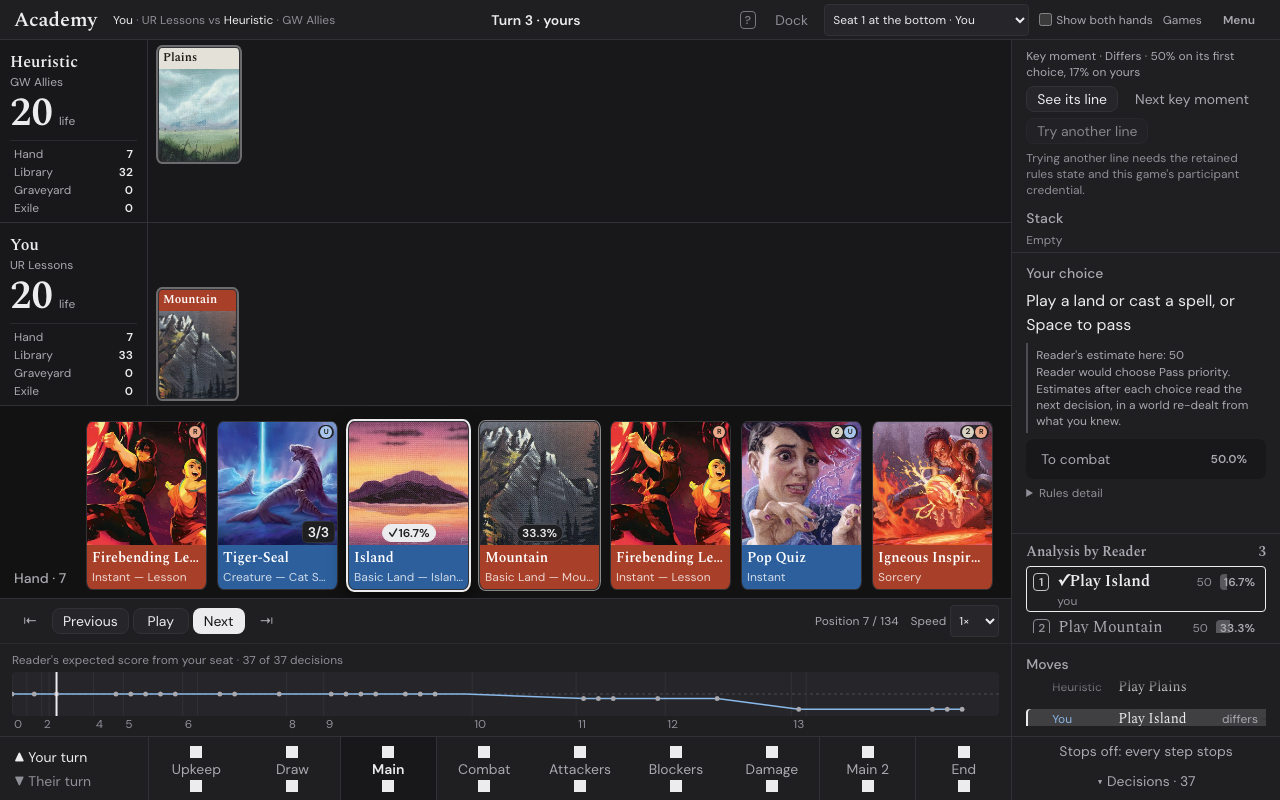 Academy
You · UR Lessons vs Heuristic · GW Allies
Turn 3 · yours
?
Dock
Seat 1 at the bottom · You
Show both hands
Games
Menu
Heuristic
GW Allies
20 life
Hand 7
Library 32
Graveyard 0
Exile 0
Plains
You
UR Lessons
20 life
Hand 7
Library 33
Graveyard 0
Exile 0
Mountain
Key moment · Differs · 50% on its first
choice, 17% on yours
See its line
Next key moment
Try another line
Trying another line needs the retained
rules state and this game's participant
credential.
Stack
Empty
Your choice
Play a land or cast a spell, or
Space to pass
Reader's estimate here: 50
Reader would choose Pass priority.
Estimates after each choice read the
next decision, in a world re-dealt from
what you knew.
To combat 50.0%
▶ Rules detail
Hand · 7
R
Firebending Le…
Instant — Lesson
U
3/3
Tiger-Seal
Creature — Cat S…
✓16.7%
Island
Basic Land — Islan…
33.3%
Mountain
Basic Land — Mou…
R
Firebending Le…
Instant — Lesson
2 U
Pop Quiz
Instant
2 R
Igneous Inspir…
Sorcery
Analysis by Reader 3
1 ✓Play Island 50 16.7%
you
2 Play Mountain 50 33.3%
⇤ Previous Play Next ⇥
Position 7 / 134
Speed 1×
Reader's expected score from your seat · 37 of 37 decisions
0 2 4 5 6 8 9 10 11 12 13
Moves
Heuristic Play Plains
You Play Island differs
▲ Your turn
▼ Their turn
Upkeep
Draw
Main
Combat
Attackers
Blockers
Damage
Main 2
End
Stops off: every step stops
▾ Decisions · 37